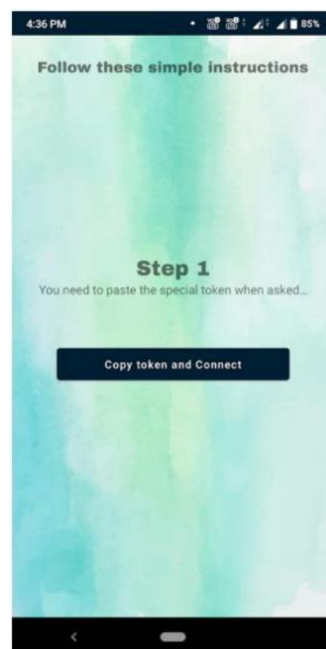 4:36 PM 85%
Follow these simple instructions
Step 1
You need to paste the special token when asked...
Copy token and Connect